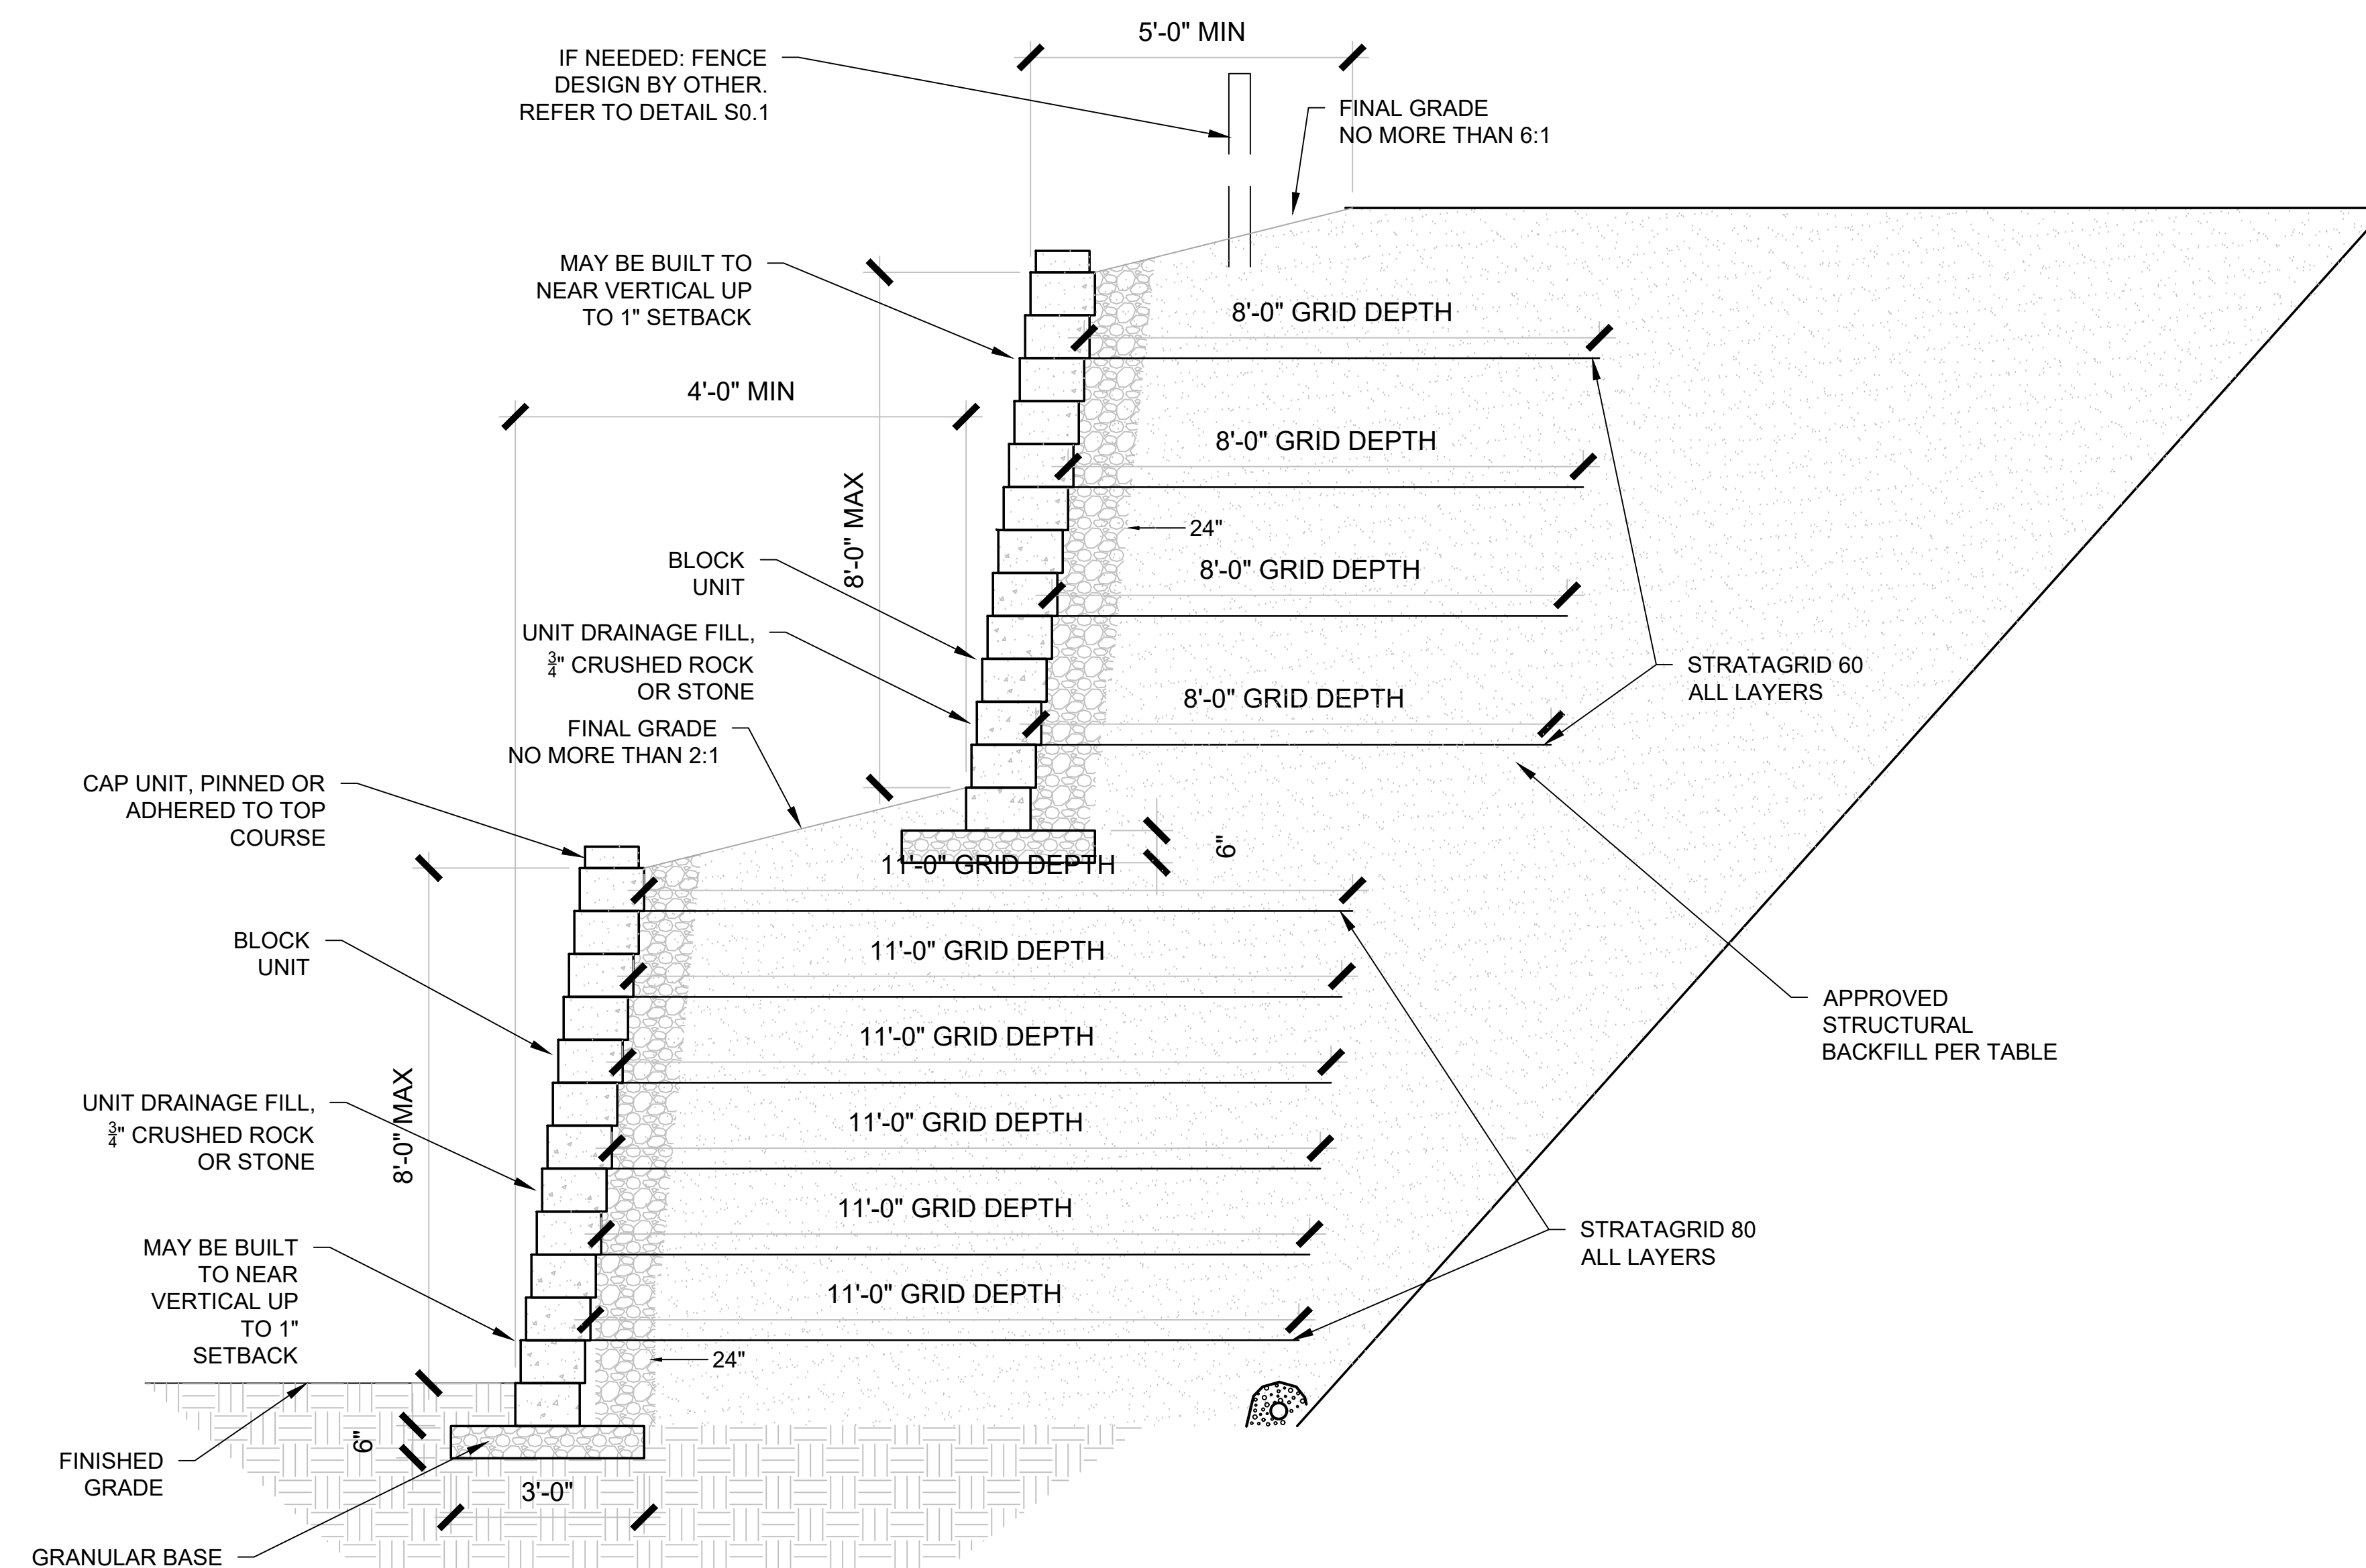 5'-0" MIN
IF NEEDED: FENCE
DESIGN BY OTHER.
REFER TO DETAIL S0.1
FINAL GRADE
NO MORE THAN 6:1
MAY BE BUILT TO
NEAR VERTICAL UP
TO 1" SETBACK
8'-0" GRID DEPTH
4'-0" MIN
8'-0" GRID DEPTH
8'-0" MAX
24"
BLOCK
UNIT
8'-0" GRID DEPTH
UNIT DRAINAGE FILL,
3/4" CRUSHED ROCK
OR STONE
8'-0" GRID DEPTH
STRATAGRID 60
ALL LAYERS
FINAL GRADE
NO MORE THAN 2:1
CAP UNIT, PINNED OR
ADHERED TO TOP
COURSE
6"
11'-0" GRID DEPTH
BLOCK
UNIT
11'-0" GRID DEPTH
APPROVED
STRUCTURAL
BACKFILL PER TABLE
11'-0" GRID DEPTH
UNIT DRAINAGE FILL,
3/4" CRUSHED ROCK
OR STONE
8'-0" MAX
11'-0" GRID DEPTH
11'-0" GRID DEPTH
STRATAGRID 80
ALL LAYERS
MAY BE BUILT
TO NEAR
VERTICAL UP
TO 1"
SETBACK
11'-0" GRID DEPTH
24"
6"
FINISHED
GRADE
3'-0"
GRANULAR BASE